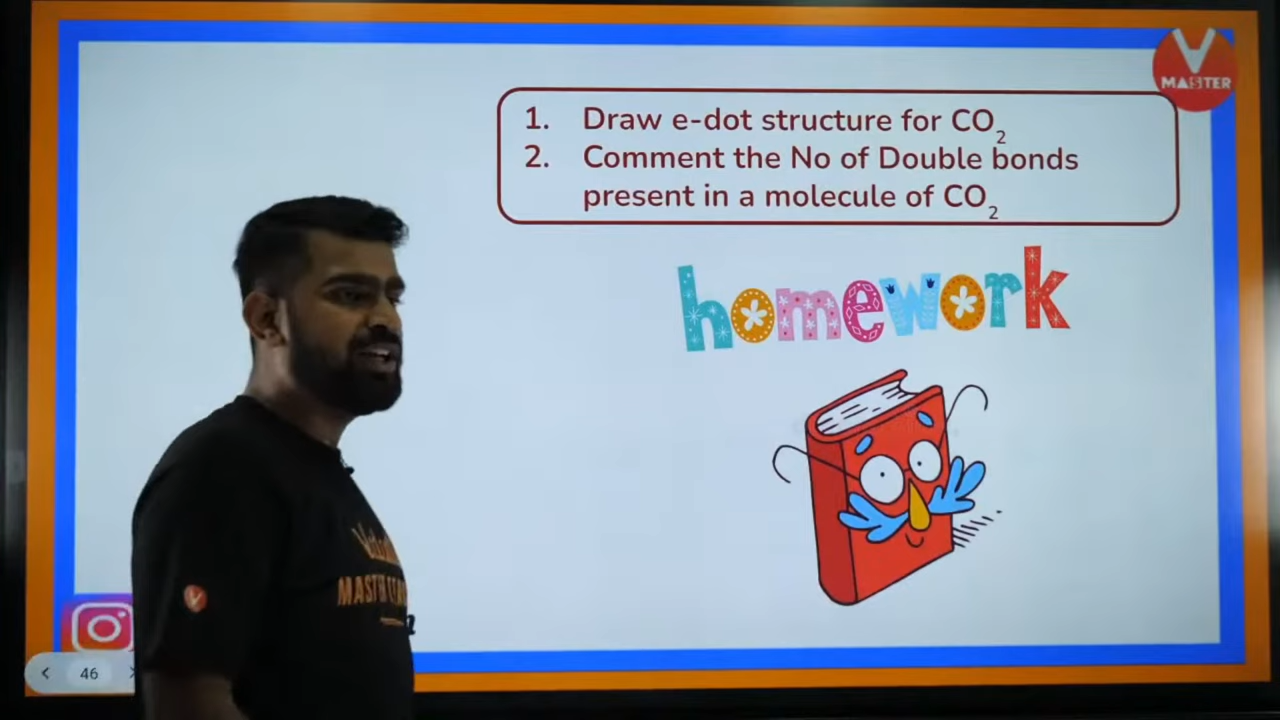 V
MASTER
1. Draw e-dot structure for CO₂
2. Comment the No of Double bonds
present in a molecule of CO₂
homework
46